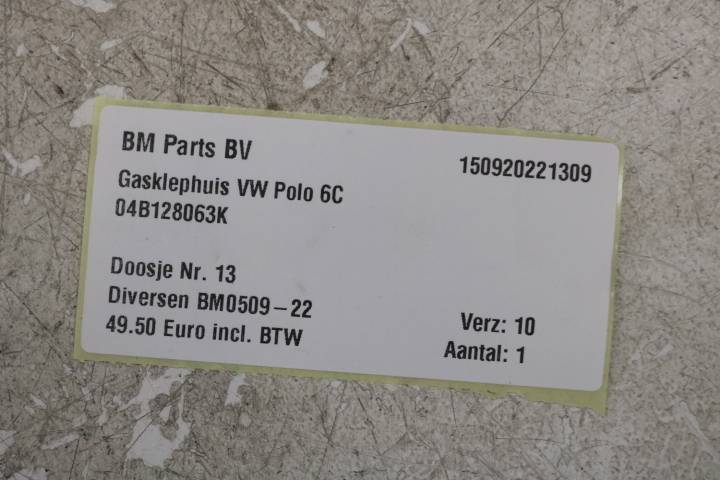 BM Parts BV
150920221309
Gasklephuis VW Polo 6C
04B128063K
Doosje Nr. 13
Diversen BM0509-22
49.50 Euro incl. BTW
Verz: 10
Aantal: 1